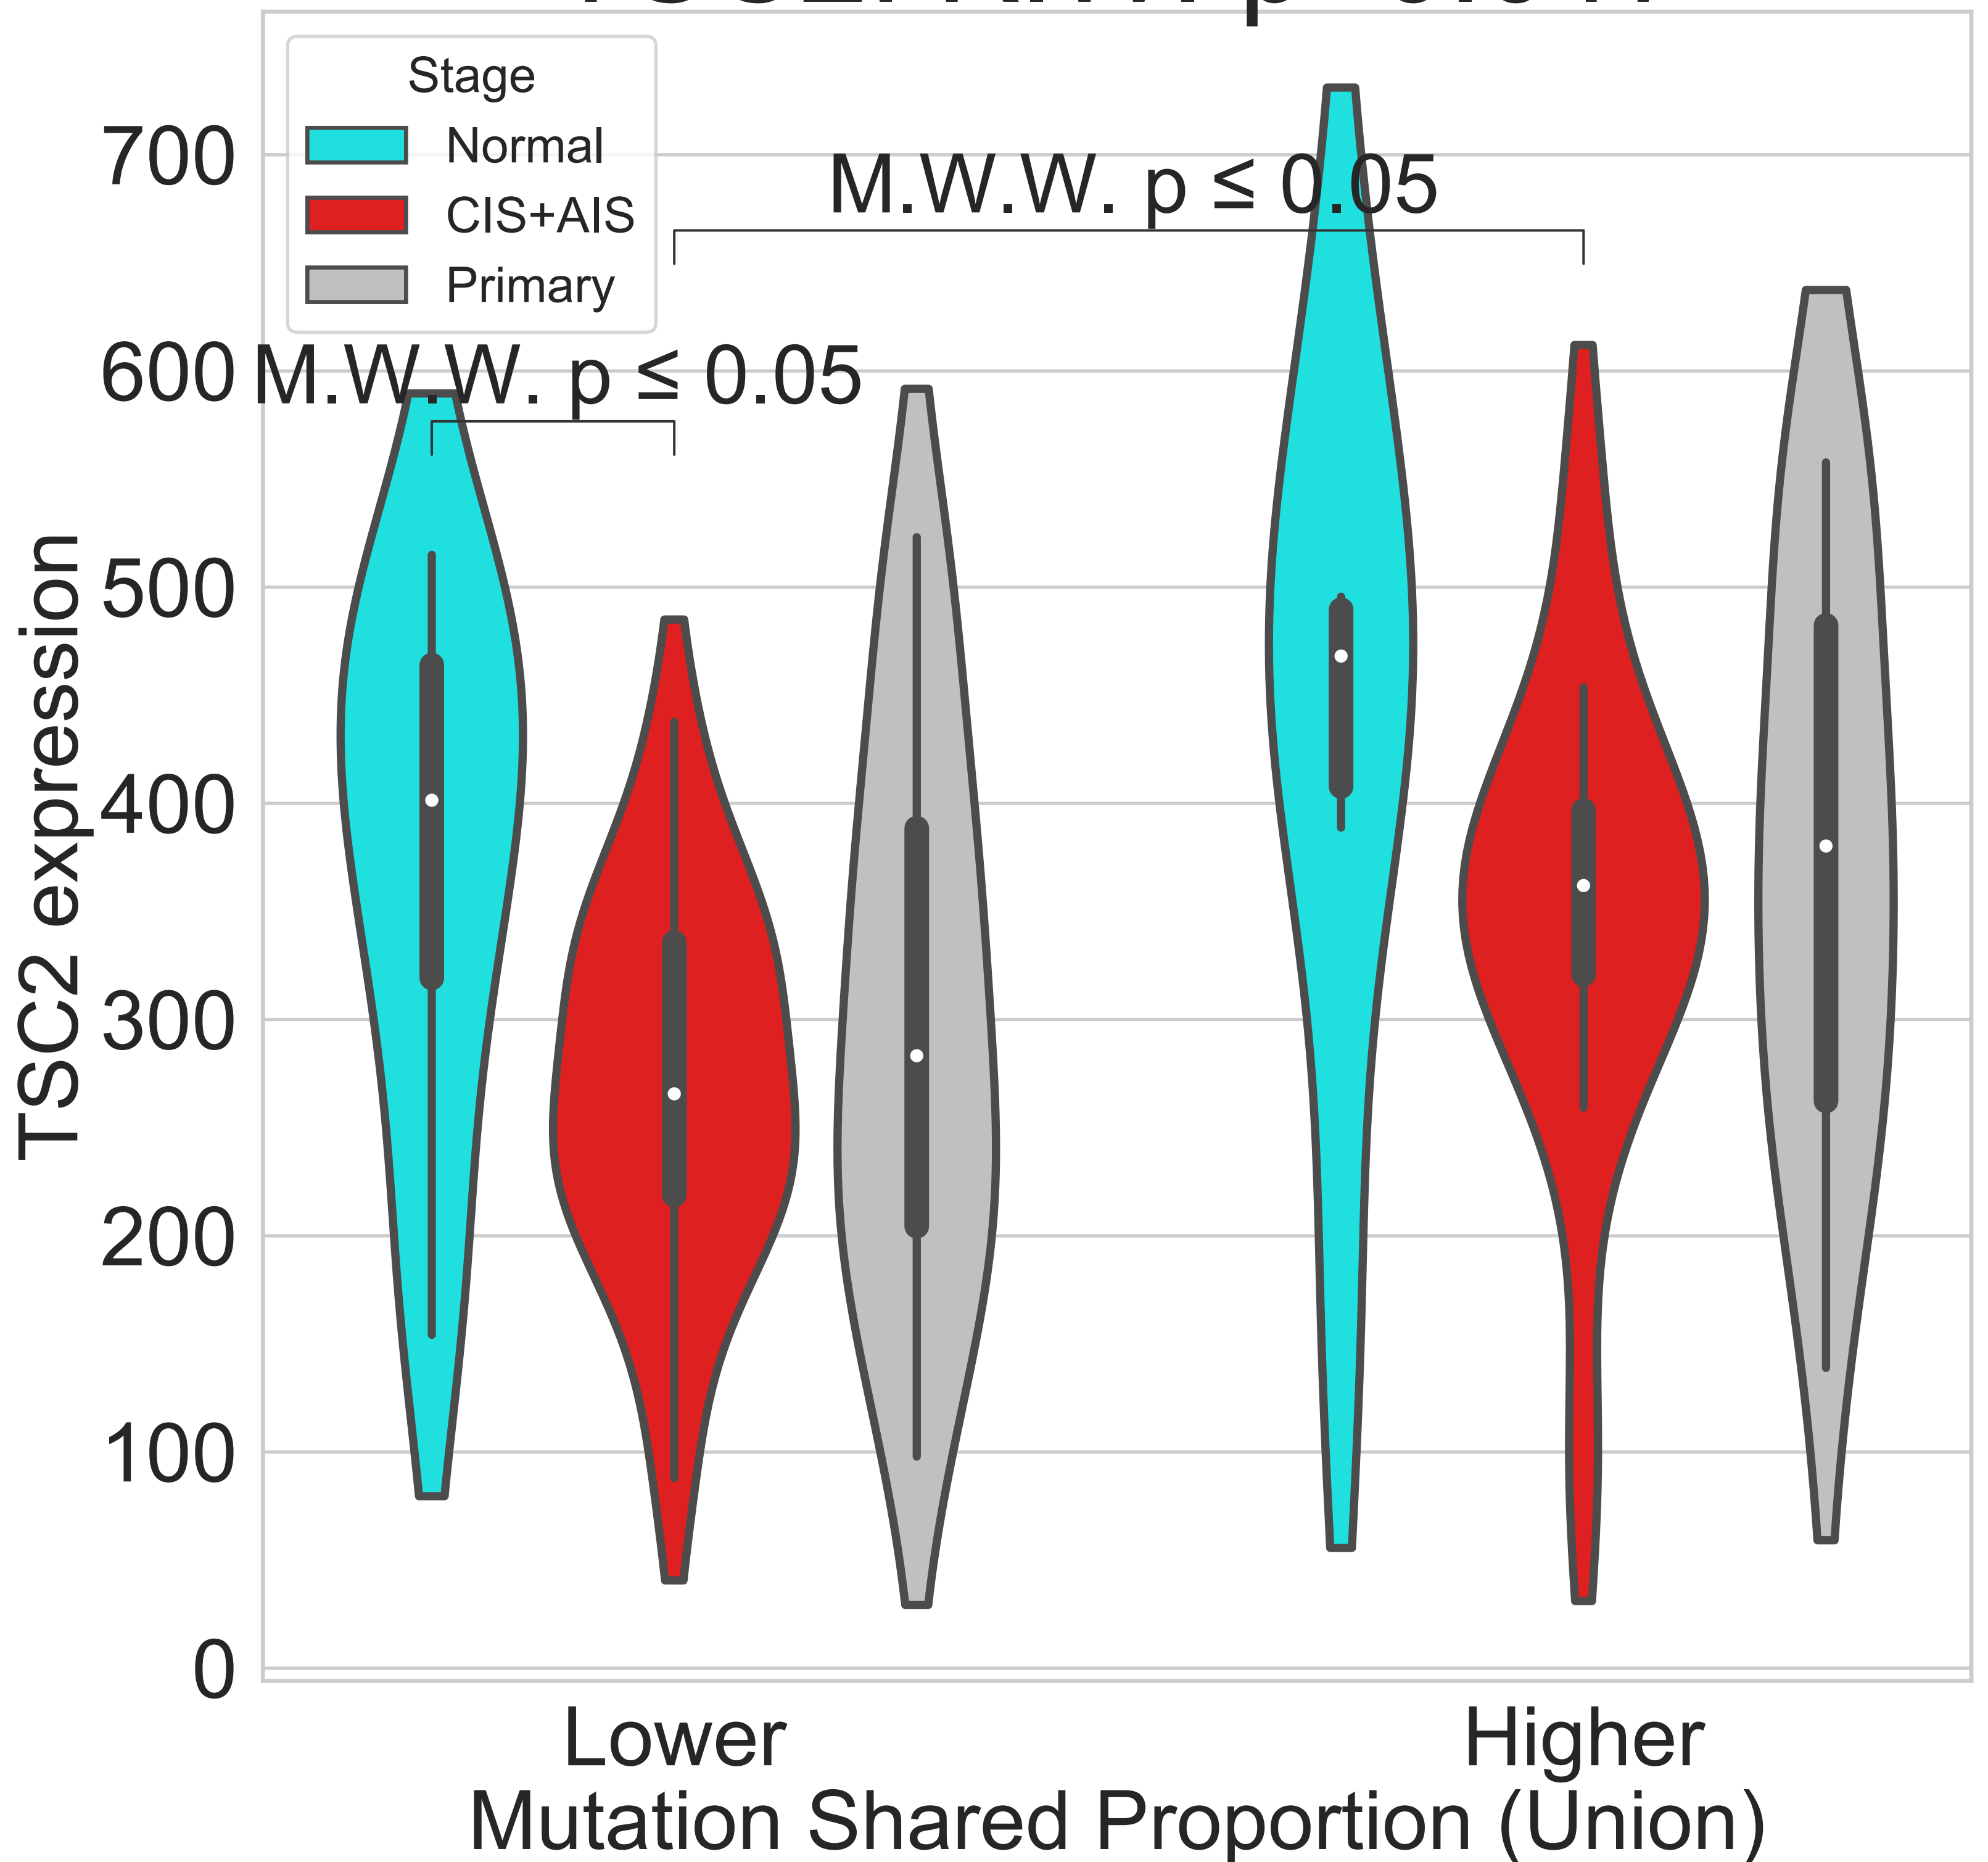 Stage
Normal
CIS+AIS
Primary
M.W.W. p ≤ 0.05
M.W.W. p ≤ 0.05
700
600
500
400
300
200
100
0
TSC2 expression
Lower
Higher
Mutation Shared Proportion (Union)